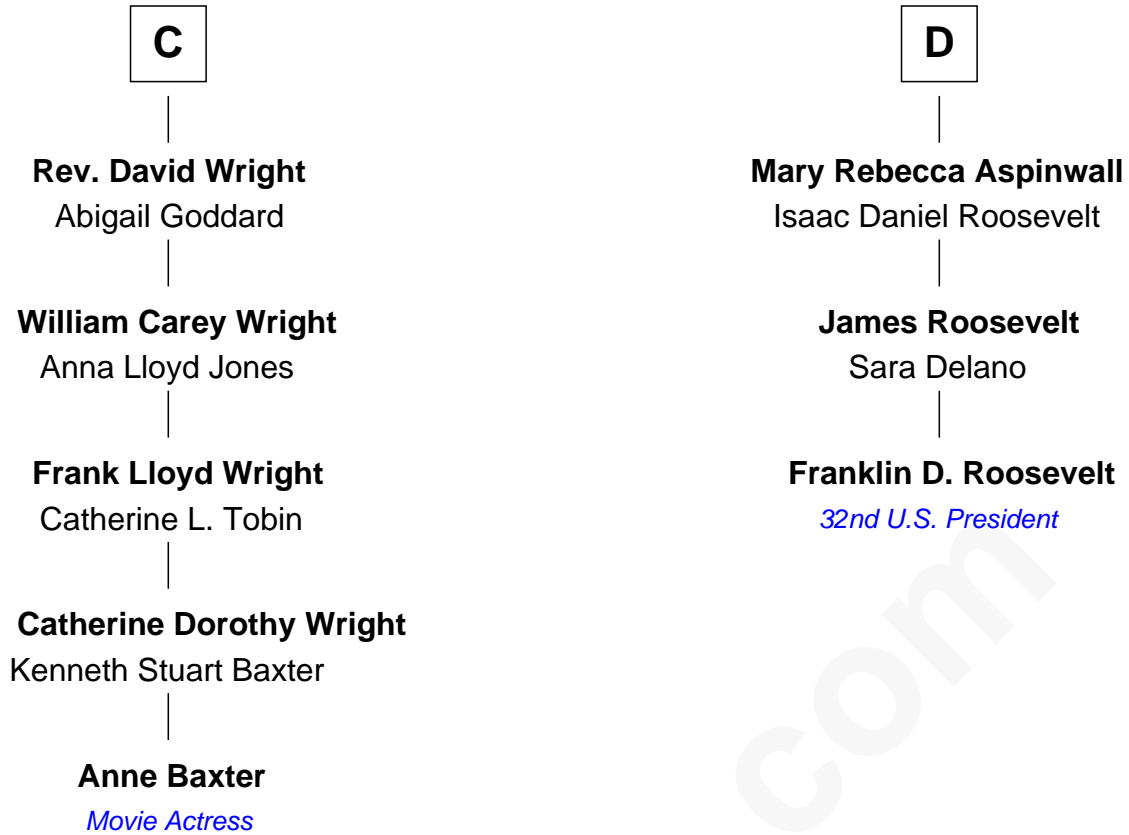 C
Rev. David Wright
Abigail Goddard
William Carey Wright
Anna Lloyd Jones
Frank Lloyd Wright
Catherine L. Tobin
Catherine Dorothy Wright
Kenneth Stuart Baxter
Anne Baxter
Movie Actress
D
Mary Rebecca Aspinwall
Isaac Daniel Roosevelt
James Roosevelt
Sara Delano
Franklin D. Roosevelt
32nd U.S. President
com